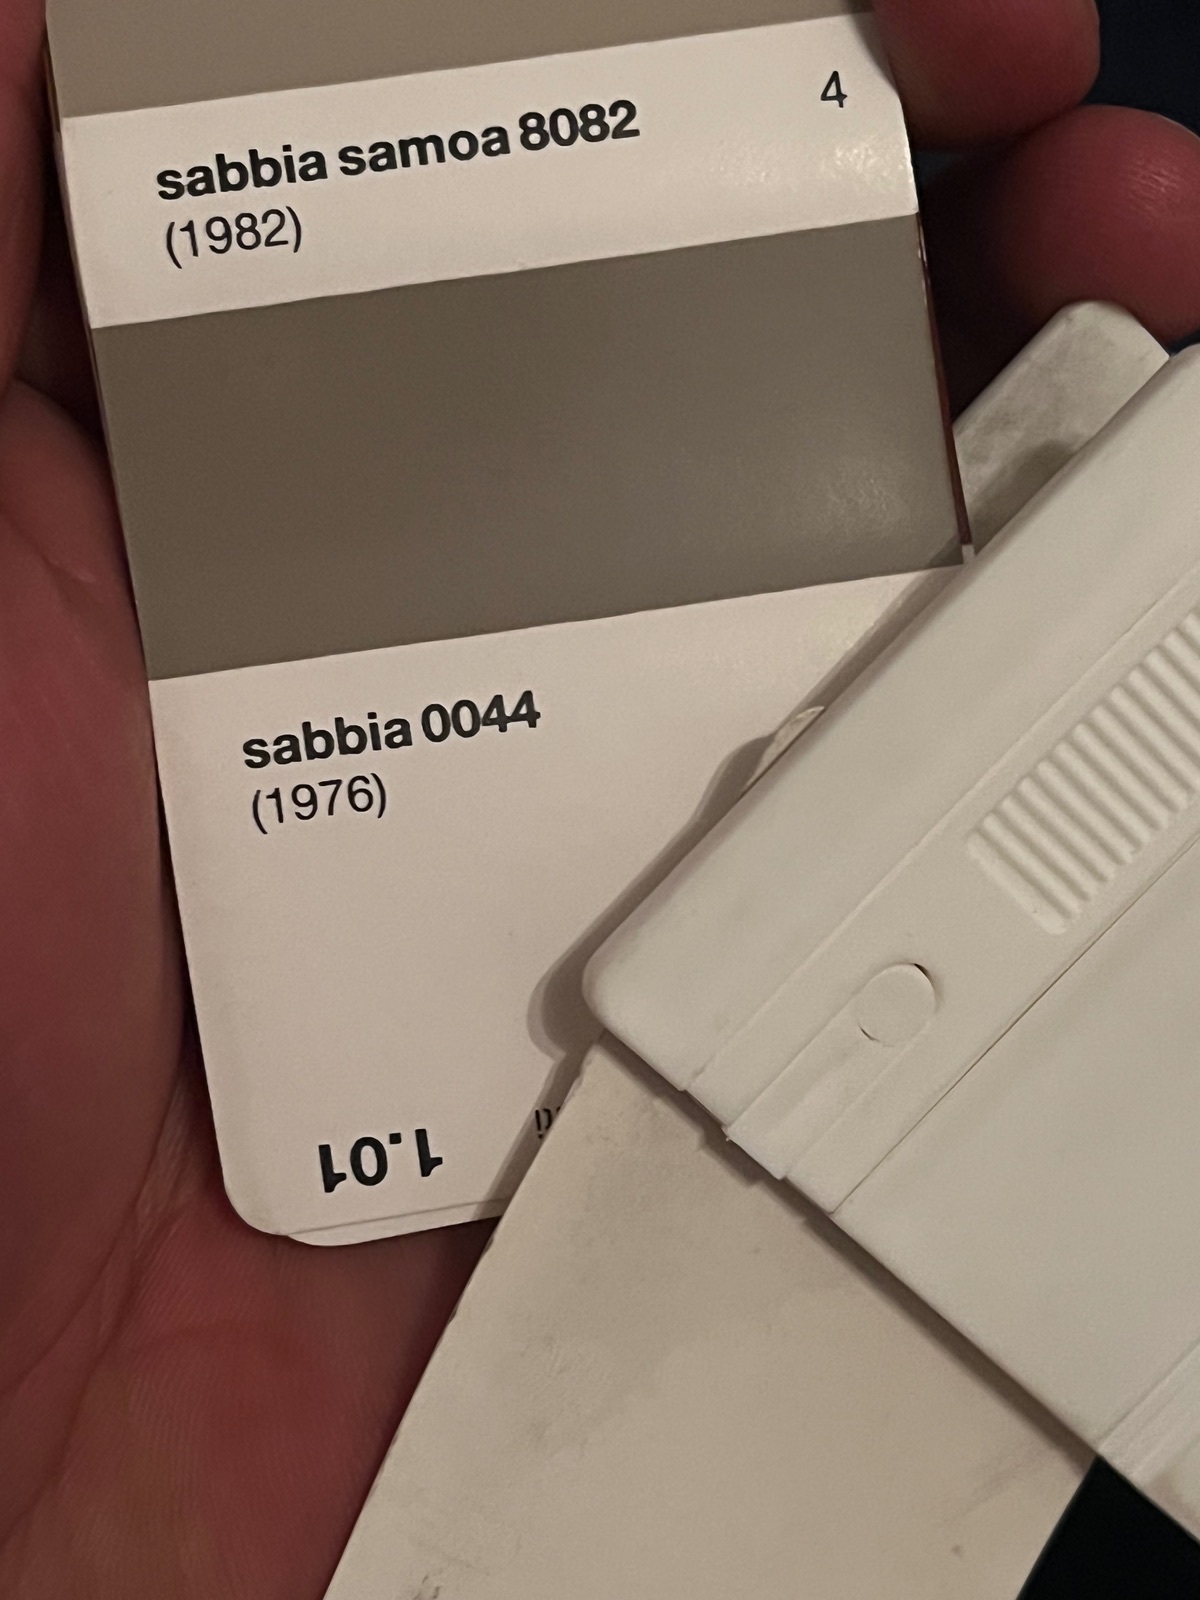 4
sabbia samoa 8082
(1982)
sabbia 0044
(1976)
1.01